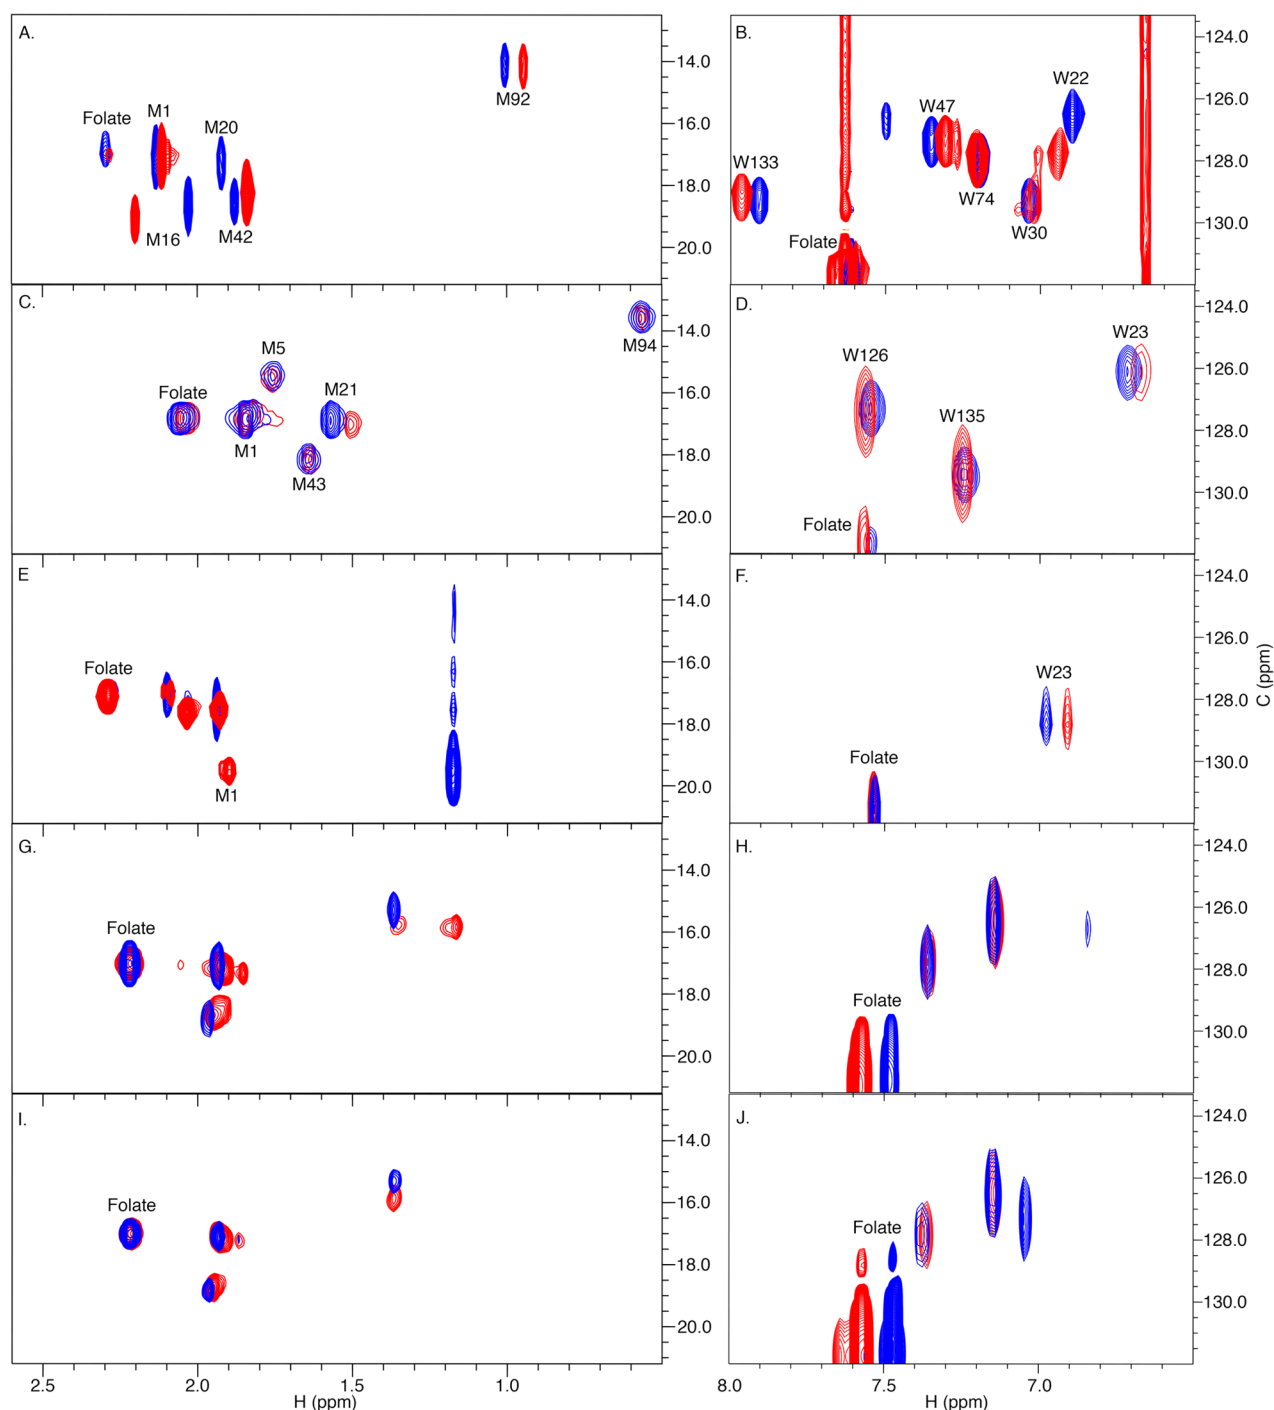 A.
Folate
M1
M20
M16
M42
M92
14.0
16.0
18.0
20.0
B.
W22
W47
W133
W74
W30
Folate
124.0
126.0
128.0
130.0
C.
M5
Folate
M21
M1
M43
M94
14.0
16.0
18.0
20.0
D.
W23
W126
W135
Folate
124.0
126.0
128.0
130.0
E
Folate
M1
14.0
16.0
18.0
20.0
F.
W23
Folate
124.0
126.0
128.0
130.0
C (ppm)
G.
Folate
14.0
16.0
18.0
20.0
H.
Folate
124.0
126.0
128.0
130.0
I.
Folate
14.0
16.0
18.0
20.0
J.
Folate
124.0
126.0
128.0
130.0
2.5 2.0 1.5 1.0
H (ppm)
8.0 7.5 7.0
H (ppm)